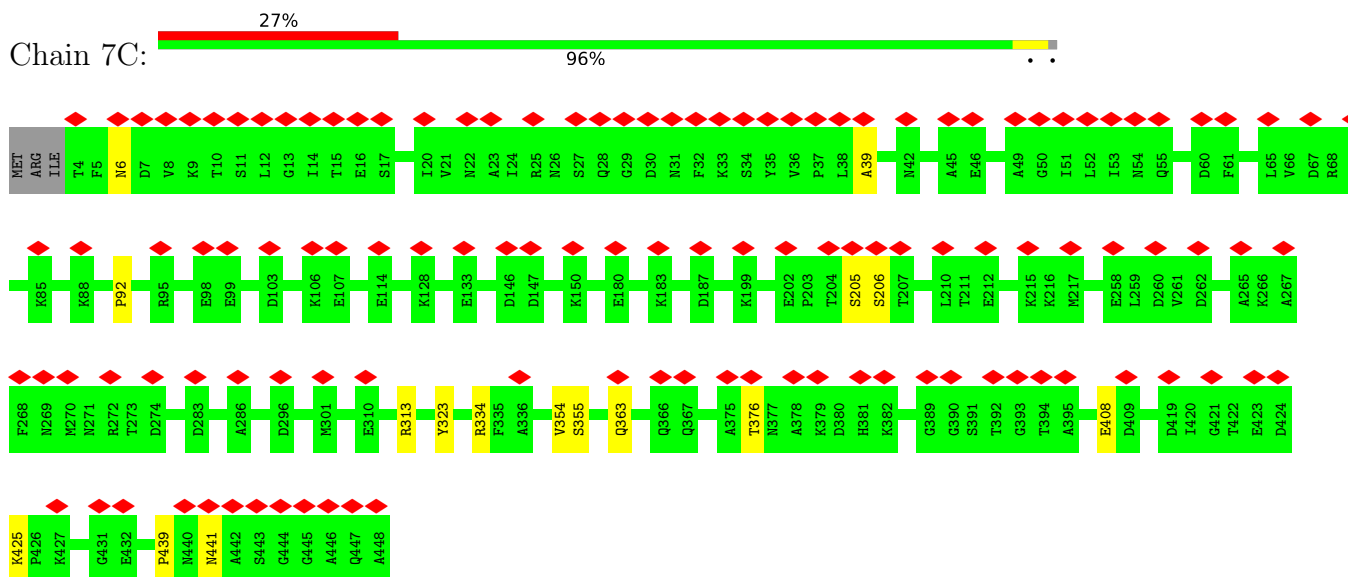 27%
Chain 7C:
96%
. .
MET ARG ILE T4 F5 N6 D7 V8 K9 T10 S11 L12 G13 I14 T15 E16 S17 I20 V21 N22 A23 I24 R25 N26 S27 Q28 G29 D30 N31 F32 K33 S34 Y35 V36 P37 L38 A39 N42 A45 E46 A49 G50 I51 L52 I53 N54 Q55 D60 F61 L65 V66 D67 R68
K85 K88 P92 R95 E98 E99 D103 K106 E107 E114 K128 E133 D146 D147 K150 E180 K183 D187 K199 E202 P203 T204 S205 S206 T207 L210 T211 E212 K215 K216 M217 E258 L259 D260 V261 D262 A265 K266 A267
F268 N269 M270 N271 R272 T273 D274 D283 A286 D296 M301 E310 R313 Y323 R334 F335 A336 V354 S355 Q363 Q366 Q367 A375 T376 N377 A378 K379 D380 H381 K382 G389 G390 S391 T392 G393 T394 A395 E408 D409 D419 I420 G421 T422 E423 D424
K425 P426 K427 G431 E432 P439 N440 N441 A442 S443 G444 G445 A446 Q447 A448